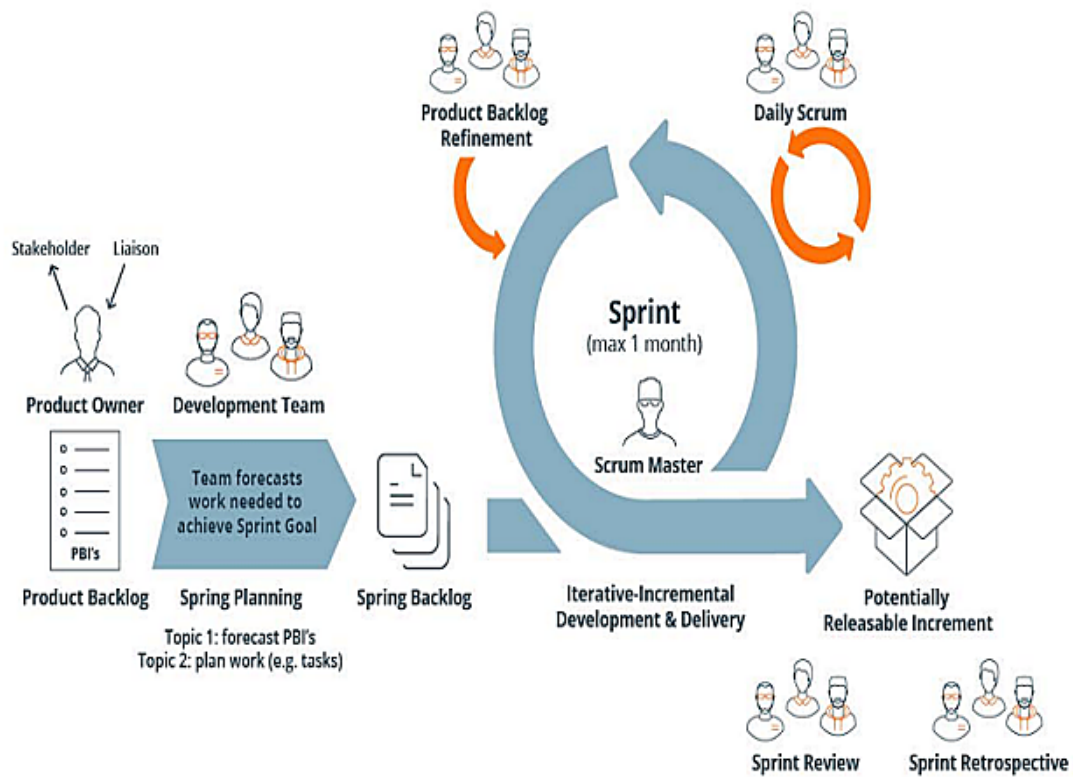 Product Backlog
Refinement
Daily Scrum
Stakeholder
Liaison
Sprint
(max 1 month)
Product Owner
Development Team
Scrum Master
Team forecasts
work needed to
achieve Sprint Goal
PBI's
Product Backlog
Spring Planning
Spring Backlog
Iterative-Incremental
Development & Delivery
Potentially
Releasable Increment
Topic 1: forecast PBI's
Topic 2: plan work (e.g. tasks)
Sprint Review
Sprint Retrospective